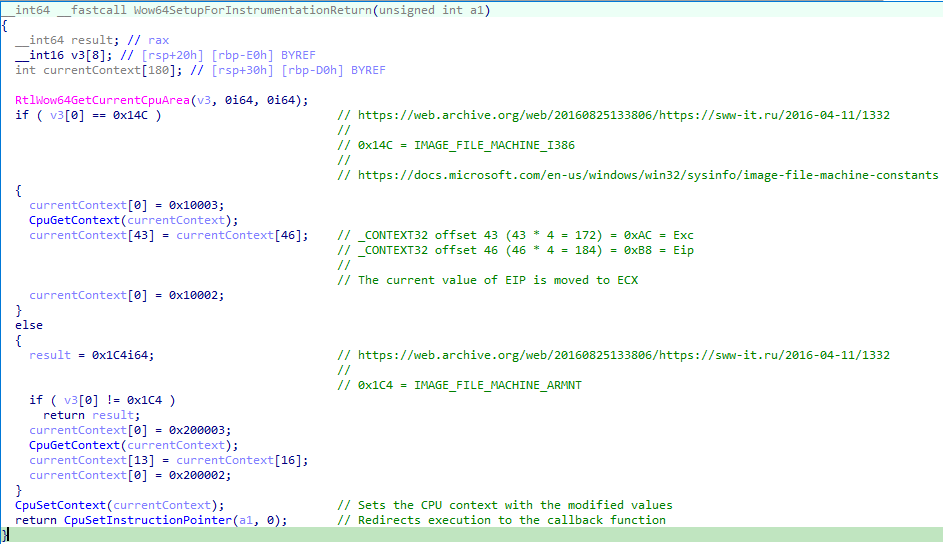 __int64 __fastcall Wow64SetupForInstrumentationReturn(unsigned int a1)
{
  __int64 result; // rax
  __int16 v3[8]; // [rsp+20h] [rbp-E0h] BYREF
  int currentContext[180]; // [rsp+30h] [rbp-D0h] BYREF

  RtlWow64GetCurrentCpuArea(v3, 0i64, 0i64);
  if ( v3[0] == 0x14C )                         // https://web.archive.org/web/20160825133806/https://sww-it.ru/2016-04-11/1332
                                                //
                                                // 0x14C = IMAGE_FILE_MACHINE_I386
                                                //
                                                // https://docs.microsoft.com/en-us/windows/win32/sysinfo/image-file-machine-constants
  {
    currentContext[0] = 0x10003;
    CpuGetContext(currentContext);
    currentContext[43] = currentContext[46];    // _CONTEXT32 offset 43 (43 * 4 = 172) = 0xAC = Exc
                                                // _CONTEXT32 offset 46 (46 * 4 = 184) = 0xB8 = Eip
                                                //
                                                // The current value of EIP is moved to ECX
    currentContext[0] = 0x10002;
  }
  else
  {
    result = 0x1C4i64;                          // https://web.archive.org/web/20160825133806/https://sww-it.ru/2016-04-11/1332
                                                //
                                                // 0x1C4 = IMAGE_FILE_MACHINE_ARMNT
    if ( v3[0] != 0x1C4 )
      return result;
    currentContext[0] = 0x200003;
    CpuGetContext(currentContext);
    currentContext[13] = currentContext[16];
    currentContext[0] = 0x200002;
  }
  CpuSetContext(currentContext);                // Sets the CPU context with the modified values
  return CpuSetInstructionPointer(a1, 0);       // Redirects execution to the callback function
}